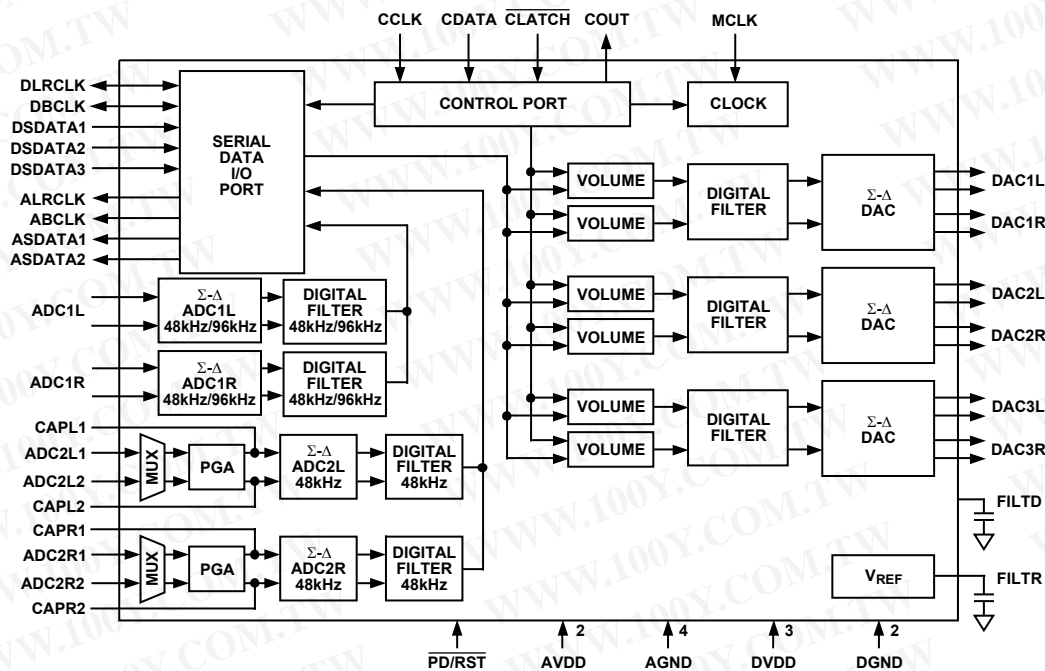 CCLK CDATA CLATCH COUT MCLK
DLRCLK
DBCLK
DSDATA1
DSDATA2
DSDATA3
ALRCLK
ABCLK
ASDATA1
ASDATA2
SERIAL
DATA
I/O
PORT
CONTROL PORT
CLOCK
VOLUME
VOLUME
DIGITAL
FILTER
Σ-Δ
DAC
DAC1L
DAC1R
VOLUME
VOLUME
DIGITAL
FILTER
Σ-Δ
DAC
DAC2L
DAC2R
VOLUME
VOLUME
DIGITAL
FILTER
Σ-Δ
DAC
DAC3L
DAC3R
ADC1L
Σ-Δ
ADC1L
48kHz/96kHz
DIGITAL
FILTER
48kHz/96kHz
ADC1R
Σ-Δ
ADC1R
48kHz/96kHz
DIGITAL
FILTER
48kHz/96kHz
CAPL1
ADC2L1
ADC2L2
CAPL2
MUX
PGA
Σ-Δ
ADC2L
48kHz
DIGITAL
FILTER
48kHz
CAPR1
ADC2R1
ADC2R2
CAPR2
MUX
PGA
Σ-Δ
ADC2R
48kHz
DIGITAL
FILTER
48kHz
FILTD
VREF
FILTR
2 4 3 2
PD/RST AVDD AGND DVDD DGND
WWW.100Y.COM.TW